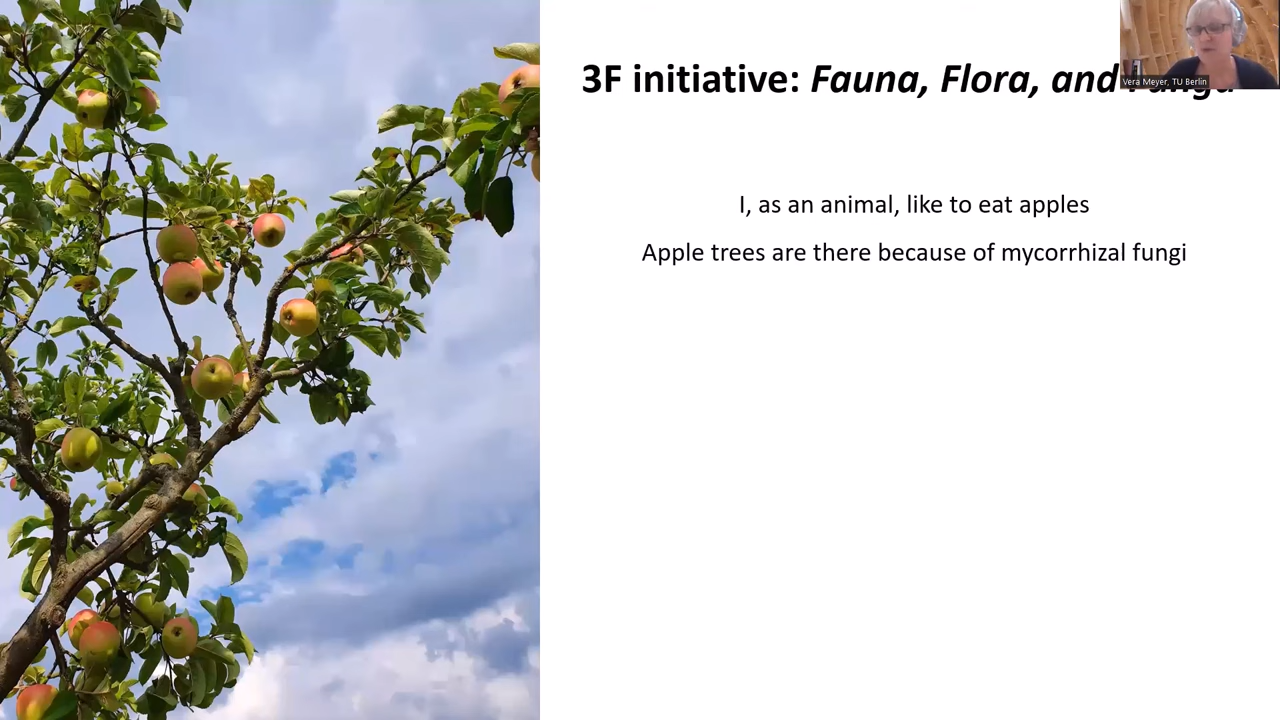 3F initiative: Fauna, Flora, and
Vera Meyer, TU Berlin
I, as an animal, like to eat apples
Apple trees are there because of mycorrhizal fungi